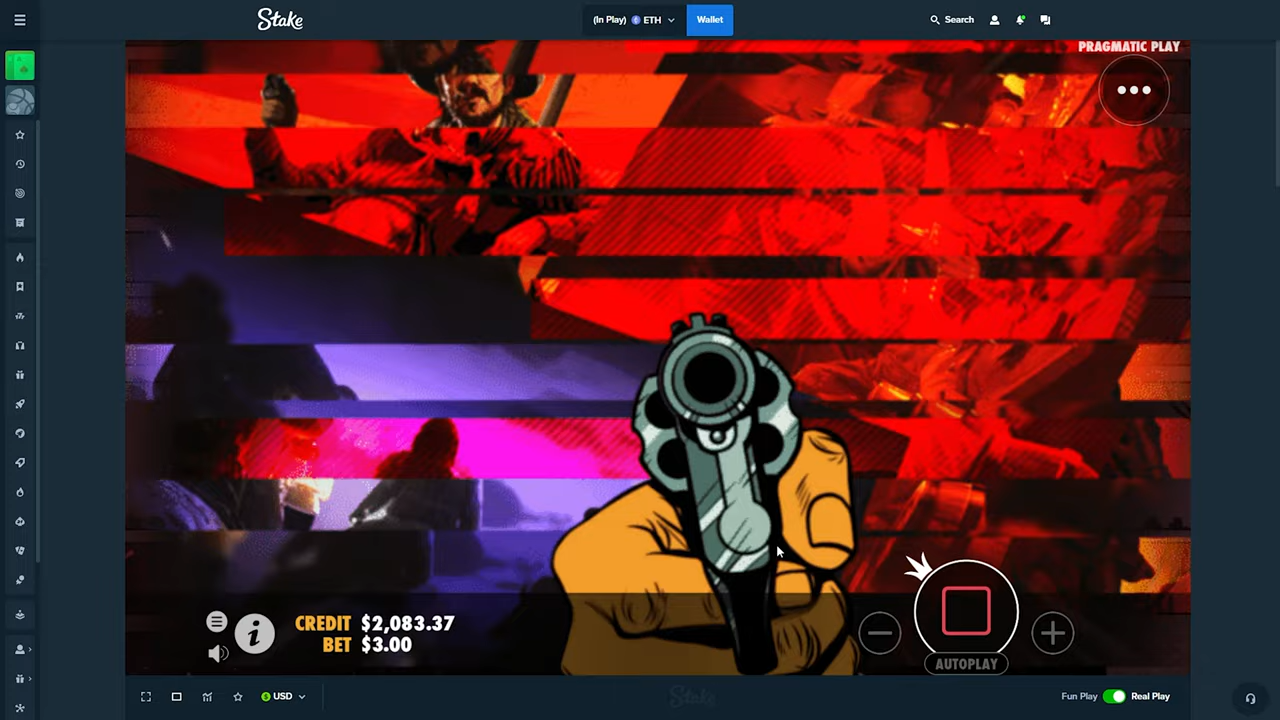 Stake
(In Play) ETH
Wallet
Search
PRAGMATIC PLAY
CREDIT $2,083.37
BET $3.00
AUTOPLAY
USD
Stake
Fun Play
Real Play